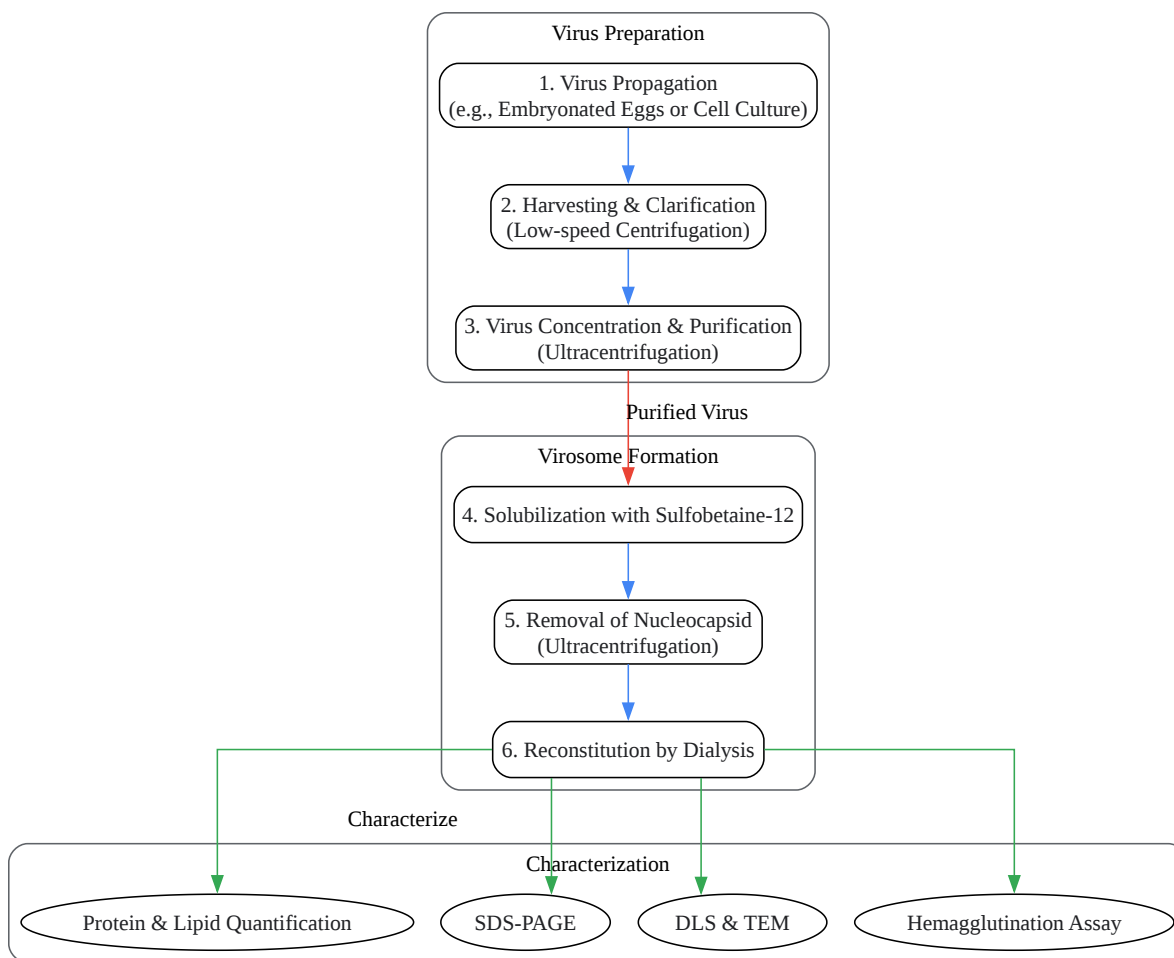 Virus Preparation
1. Virus Propagation
(e.g., Embryonated Eggs or Cell Culture)
2. Harvesting & Clarification
(Low-speed Centrifugation)
3. Virus Concentration & Purification
(Ultracentrifugation)
Purified Virus
Virosome Formation
4. Solubilization with Sulfobetaine-12
5. Removal of Nucleocapsid
(Ultracentrifugation)
6. Reconstitution by Dialysis
Characterize
Characterization
Protein & Lipid Quantification
SDS-PAGE
DLS & TEM
Hemagglutination Assay